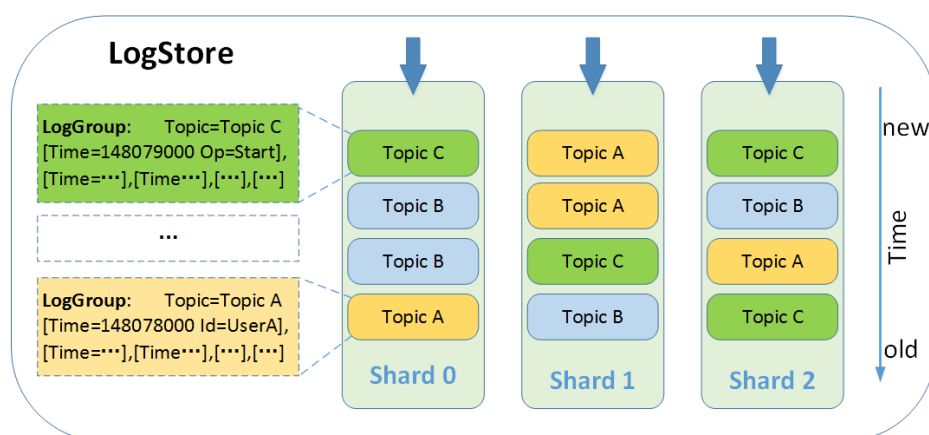 LogStore
LogGroup: Topic=Topic C
[Time=148079000 Op=Start],
[Time=⋯],[Time⋯],[⋯],[⋯]
⋯
LogGroup: Topic=Topic A
[Time=148078000 Id=UserA],
[Time=⋯],[Time⋯],[⋯],[⋯]
Topic C
Topic B
Topic B
Topic A
Shard 0
Topic A
Topic A
Topic C
Topic B
Shard 1
Topic C
Topic B
Topic A
Topic C
Shard 2
new
Time
old